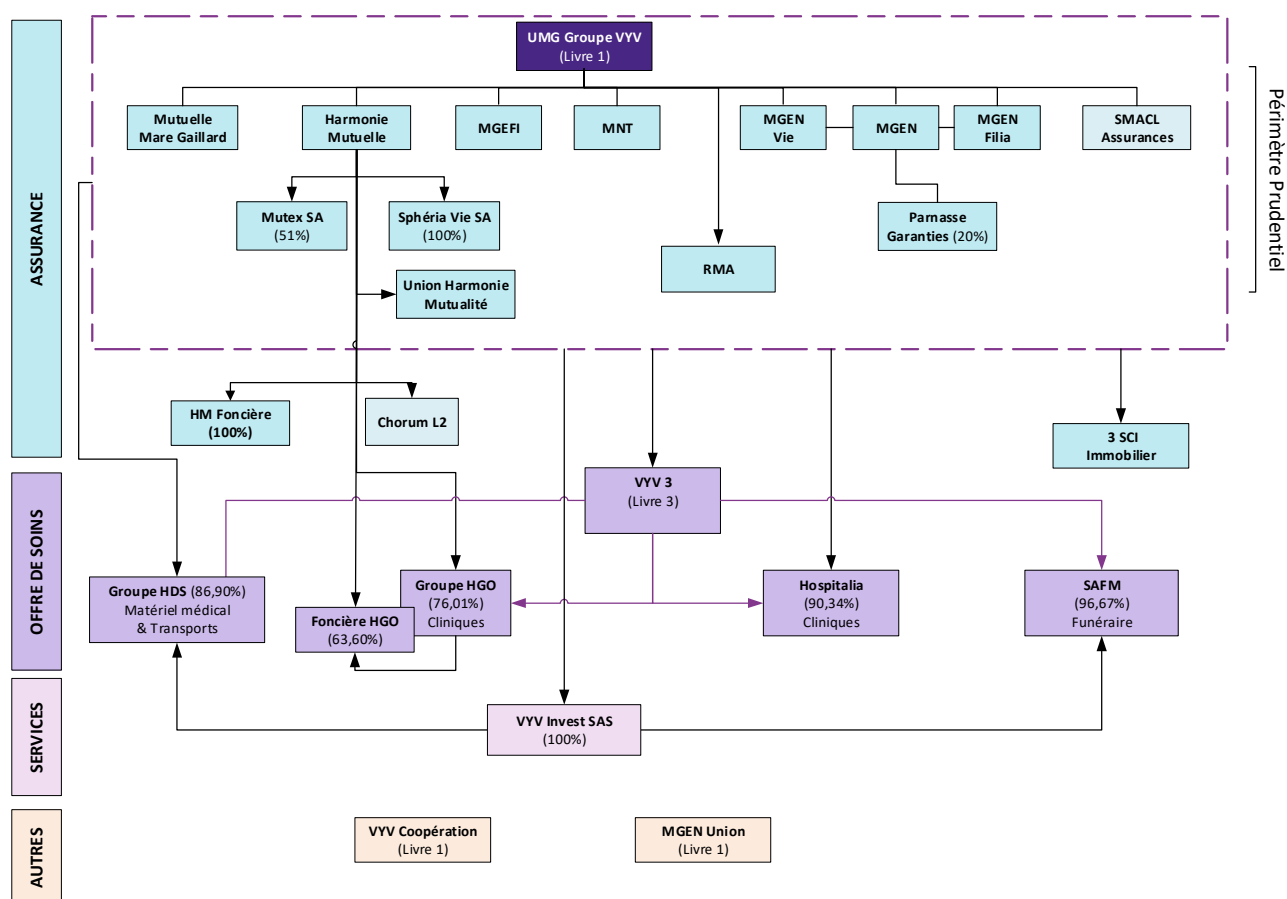 UMG Groupe VYV
(Livre 1)
Mutuelle
Mare Gaillard
Harmonie
Mutuelle
MGEFI
MNT
MGEN
Vie
MGEN
MGEN
Filia
SMACL
Assurances
Périmètre Prudentiel
ASSURANCE
Mutex SA
(51%)
Sphéria Vie SA
(100%)
Parnasse
Garanties (20%)
RMA
Union Harmonie
Mutualité
HM Foncière
(100%)
Chorum L2
3 SCI
Immobilier
OFFRE DE SOINS
VYV 3
(Livre 3)
Groupe HDS (86,90%)
Matériel médical
& Transports
Foncière HGO
(63,60%)
Groupe HGO
(76,01%)
Cliniques
Hospitalia
(90,34%)
Cliniques
SAFM
(96,67%)
Funéraire
SERVICES
VYV Invest SAS
(100%)
AUTRES
VYV Coopération
(Livre 1)
MGEN Union
(Livre 1)